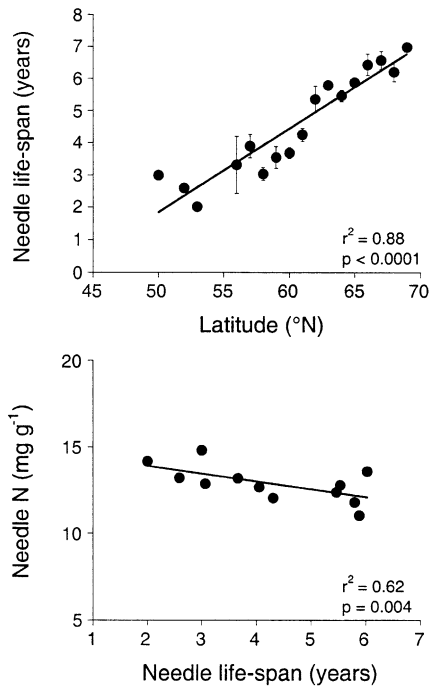 8
7
6
5
4
3
2
1
0
Needle life-span (years)
r² = 0.88
p < 0.0001
45 50 55 60 65 70
Latitude (°N)
20
15
10
5
Needle N (mg g⁻¹)
r² = 0.62
p = 0.004
1 2 3 4 5 6 7
Needle life-span (years)